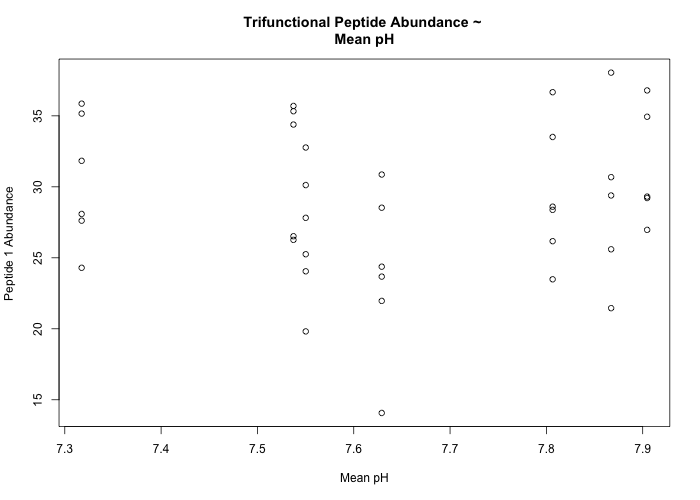 Trifunctional Peptide Abundance ~
Mean pH
35
30
25
20
15
Peptide 1 Abundance
7.3 7.4 7.5 7.6 7.7 7.8 7.9
Mean pH